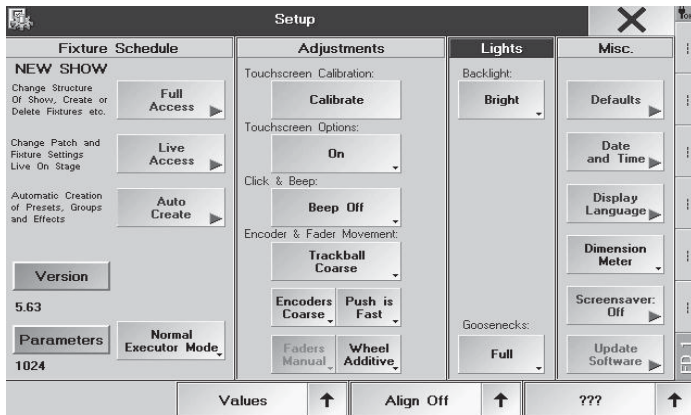 Setup
Fixture Schedule
NEW SHOW
Change Structure
Of Show, Create or
Delete Fixtures etc.
Full
Access
Change Patch and
Fixture Settings
Live On Stage
Live
Access
Automatic Creation
of Presets, Groups
and Effects
Auto
Create
Version
5.63
Parameters
1024
Normal
Executor Mode
Adjustments
Touchscreen Calibration:
Calibrate
Touchscreen Options:
On
Click & Beep:
Beep Off
Encoder & Fader Movement:
Trackball
Coarse
Encoders
Coarse
Push is
Fast
Faders
Manual
Wheel
Additive
Lights
Backlight:
Bright
Goosenecks:
Full
Misc.
Defaults
Date
and Time
Display
Language
Dimension
Meter
Screensaver:
Off
Update
Software
Values
Align Off
???